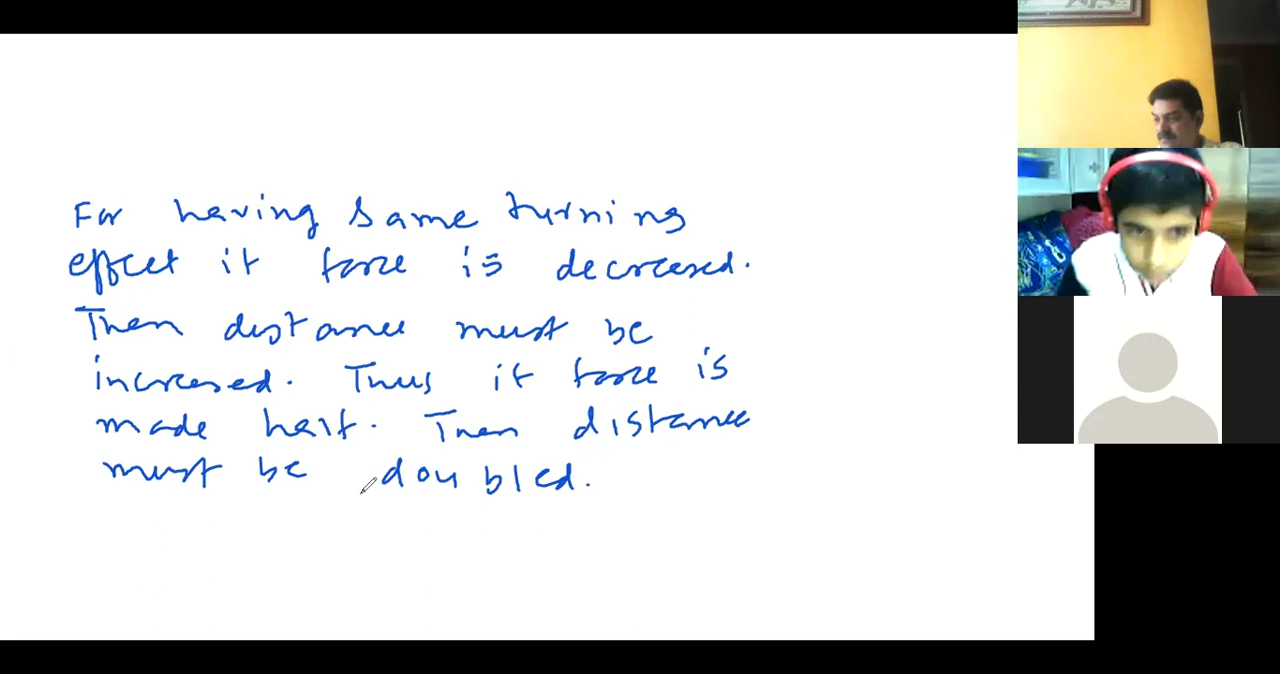 For having same turning
effect if force is decreased.
Then distance must be
increased. Thus if force is
made half. Then distance
must be doubled.